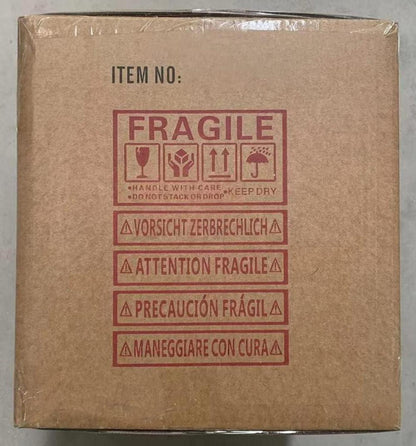 ITEM NO:
FRAGILE
•HANDLE WITH CARE
•DO NOT STACK OR DROP •KEEP DRY
VORSICHT ZERBRECHLICH
ATTENTION FRAGILE
PRECAUCIÓN FRÁGIL
MANEGGIARE CON CURA